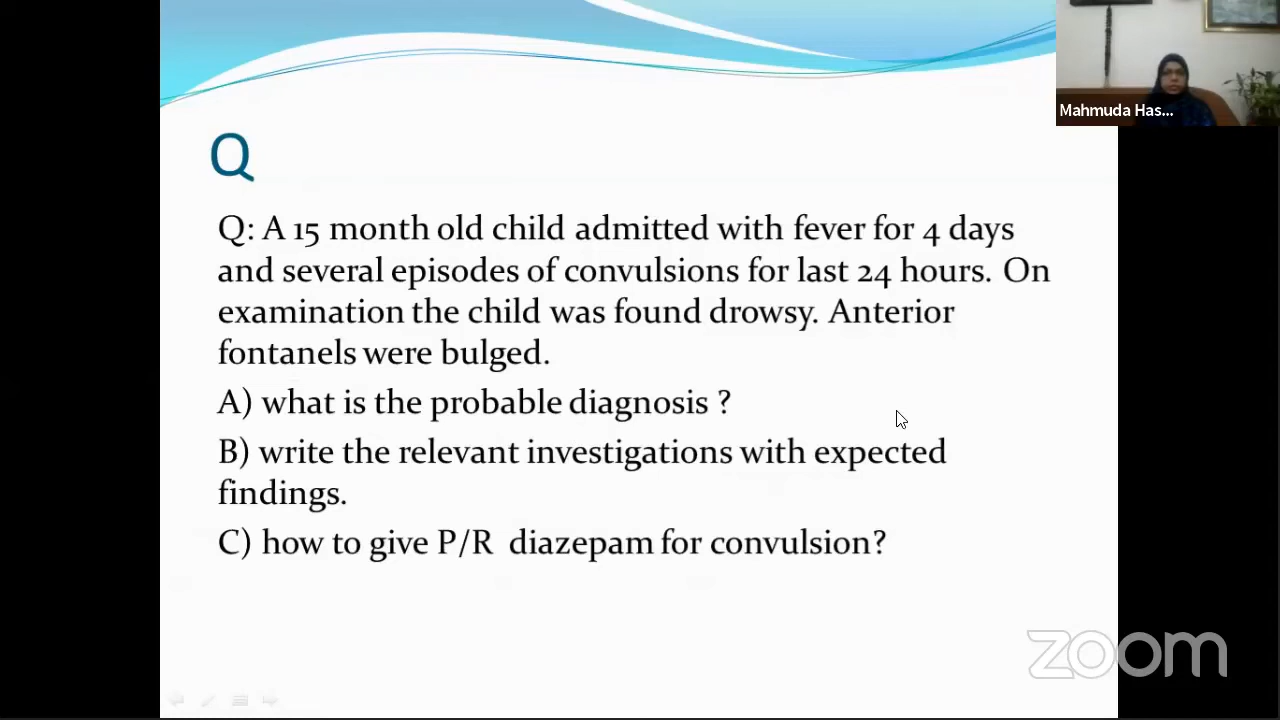 Mahmuda Has...
Q
Q: A 15 month old child admitted with fever for 4 days
and several episodes of convulsions for last 24 hours. On
examination the child was found drowsy. Anterior
fontanels were bulged.
A) what is the probable diagnosis ?
B) write the relevant investigations with expected
findings.
C) how to give P/R diazepam for convulsion?
zoom